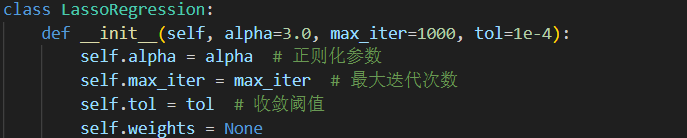 class LassoRegression:
    def __init__(self, alpha=3.0, max_iter=1000, tol=1e-4):
        self.alpha = alpha  # 正则化参数
        self.max_iter = max_iter  # 最大迭代次数
        self.tol = tol  # 收敛阈值
        self.weights = None